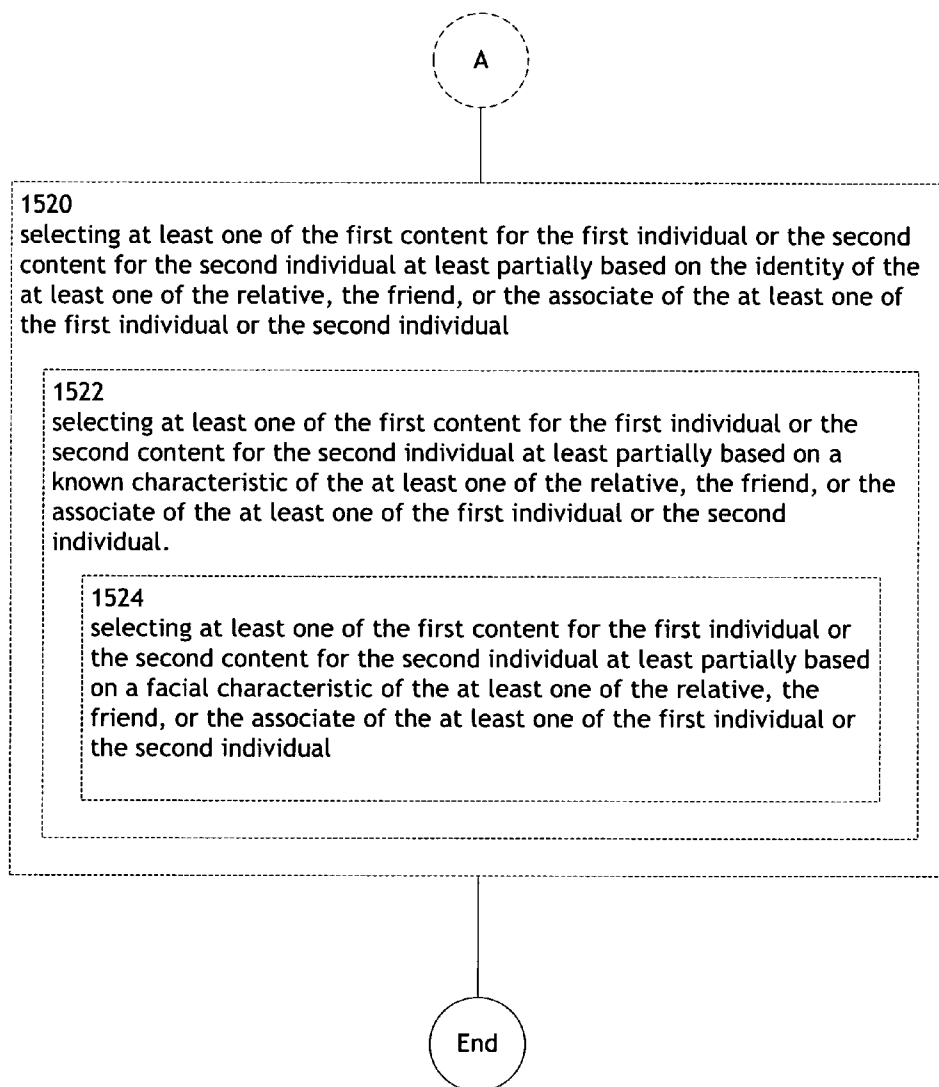 A
1520
selecting at least one of the first content for the first individual or the second
content for the second individual at least partially based on the identity of the
at least one of the relative, the friend, or the associate of the at least one of
the first individual or the second individual
1522
selecting at least one of the first content for the first individual or the
second content for the second individual at least partially based on a
known characteristic of the at least one of the relative, the friend, or the
associate of the at least one of the first individual or the second
individual.
1524
selecting at least one of the first content for the first individual or
the second content for the second individual at least partially based
on a facial characteristic of the at least one of the relative, the
friend, or the associate of the at least one of the first individual or
the second individual
End